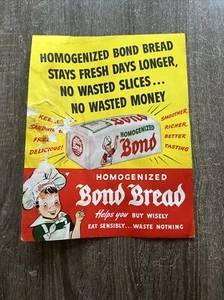 HOMOGENIZED BOND BREAD
STAYS FRESH DAYS LONGER,
NO WASTED SLICES...
NO WASTED MONEY
KEEPS
SANDWICHES
FRESH
DELICIOUS!
SMOOTHER,
RICHER,
BETTER
TASTING
HOMOGENIZED
Bond
HOMOGENIZED
Bond Bread
Helps you BUY WISELY
EAT SENSIBLY... WASTE NOTHING